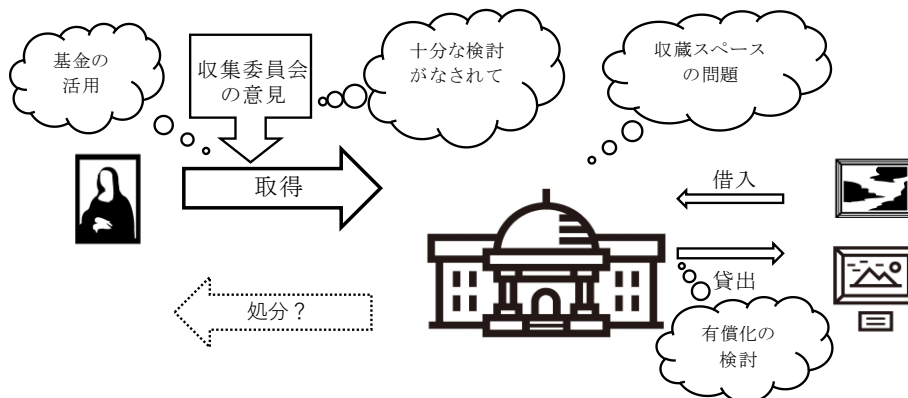 基金の
活用
収集委員会
の意見
十分な検討
がなされて
収蔵スペース
の問題
取得
借入
貸出
処分？
有償化の
検討